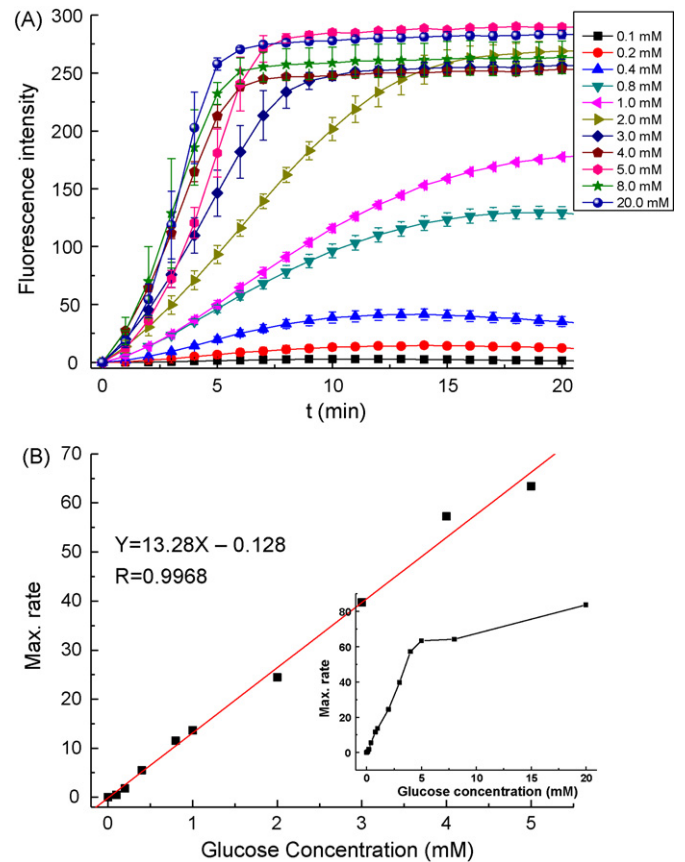 (A)
300
250
200
150
100
50
0
Fluorescence intensity
0 5 10 15 20
t (min)
0.1 mM
0.2 mM
0.4 mM
0.8 mM
1.0 mM
2.0 mM
3.0 mM
4.0 mM
5.0 mM
8.0 mM
20.0 mM
(B)
70
60
50
40
30
20
10
0
Max. rate
Y=13.28X – 0.128
R=0.9968
80
60
40
20
0
Max. rate
0 5 10 15 20
Glucose concentration (mM)
0 1 2 3 4 5
Glucose Concentration (mM)